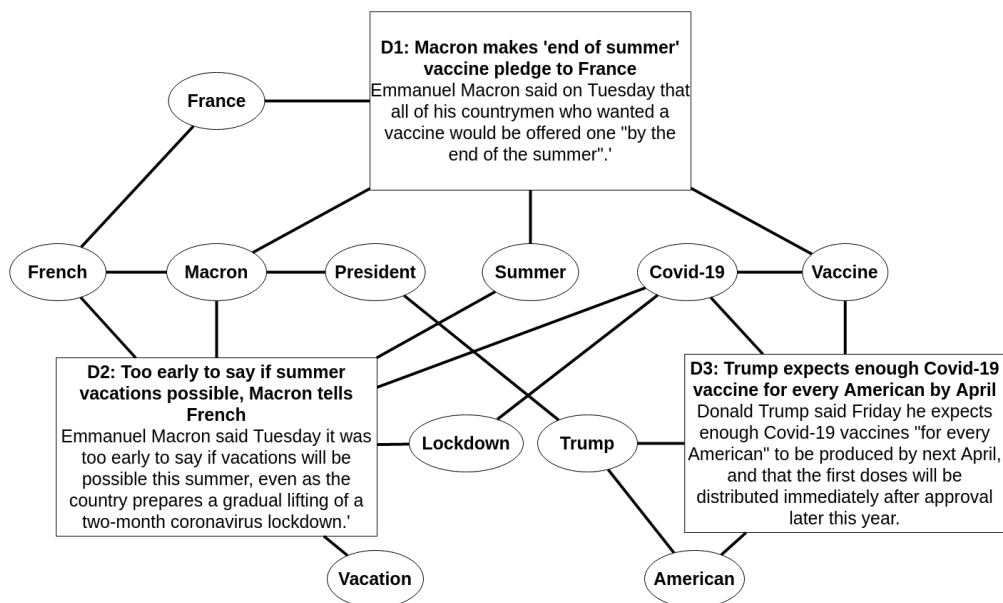 D1: Macron makes 'end of summer'
vaccine pledge to France
Emmanuel Macron said on Tuesday that
all of his countrymen who wanted a
vaccine would be offered one "by the
end of the summer".'
France
French
Macron
President
Summer
Covid-19
Vaccine
D2: Too early to say if summer
vacations possible, Macron tells
French
Emmanuel Macron said Tuesday it was
too early to say if vacations will be
possible this summer, even as the
country prepares a gradual lifting of a
two-month coronavirus lockdown.'
Lockdown
Trump
D3: Trump expects enough Covid-19
vaccine for every American by April
Donald Trump said Friday he expects
enough Covid-19 vaccines "for every
American" to be produced by next April,
and that the first doses will be
distributed immediately after approval
later this year.
Vacation
American